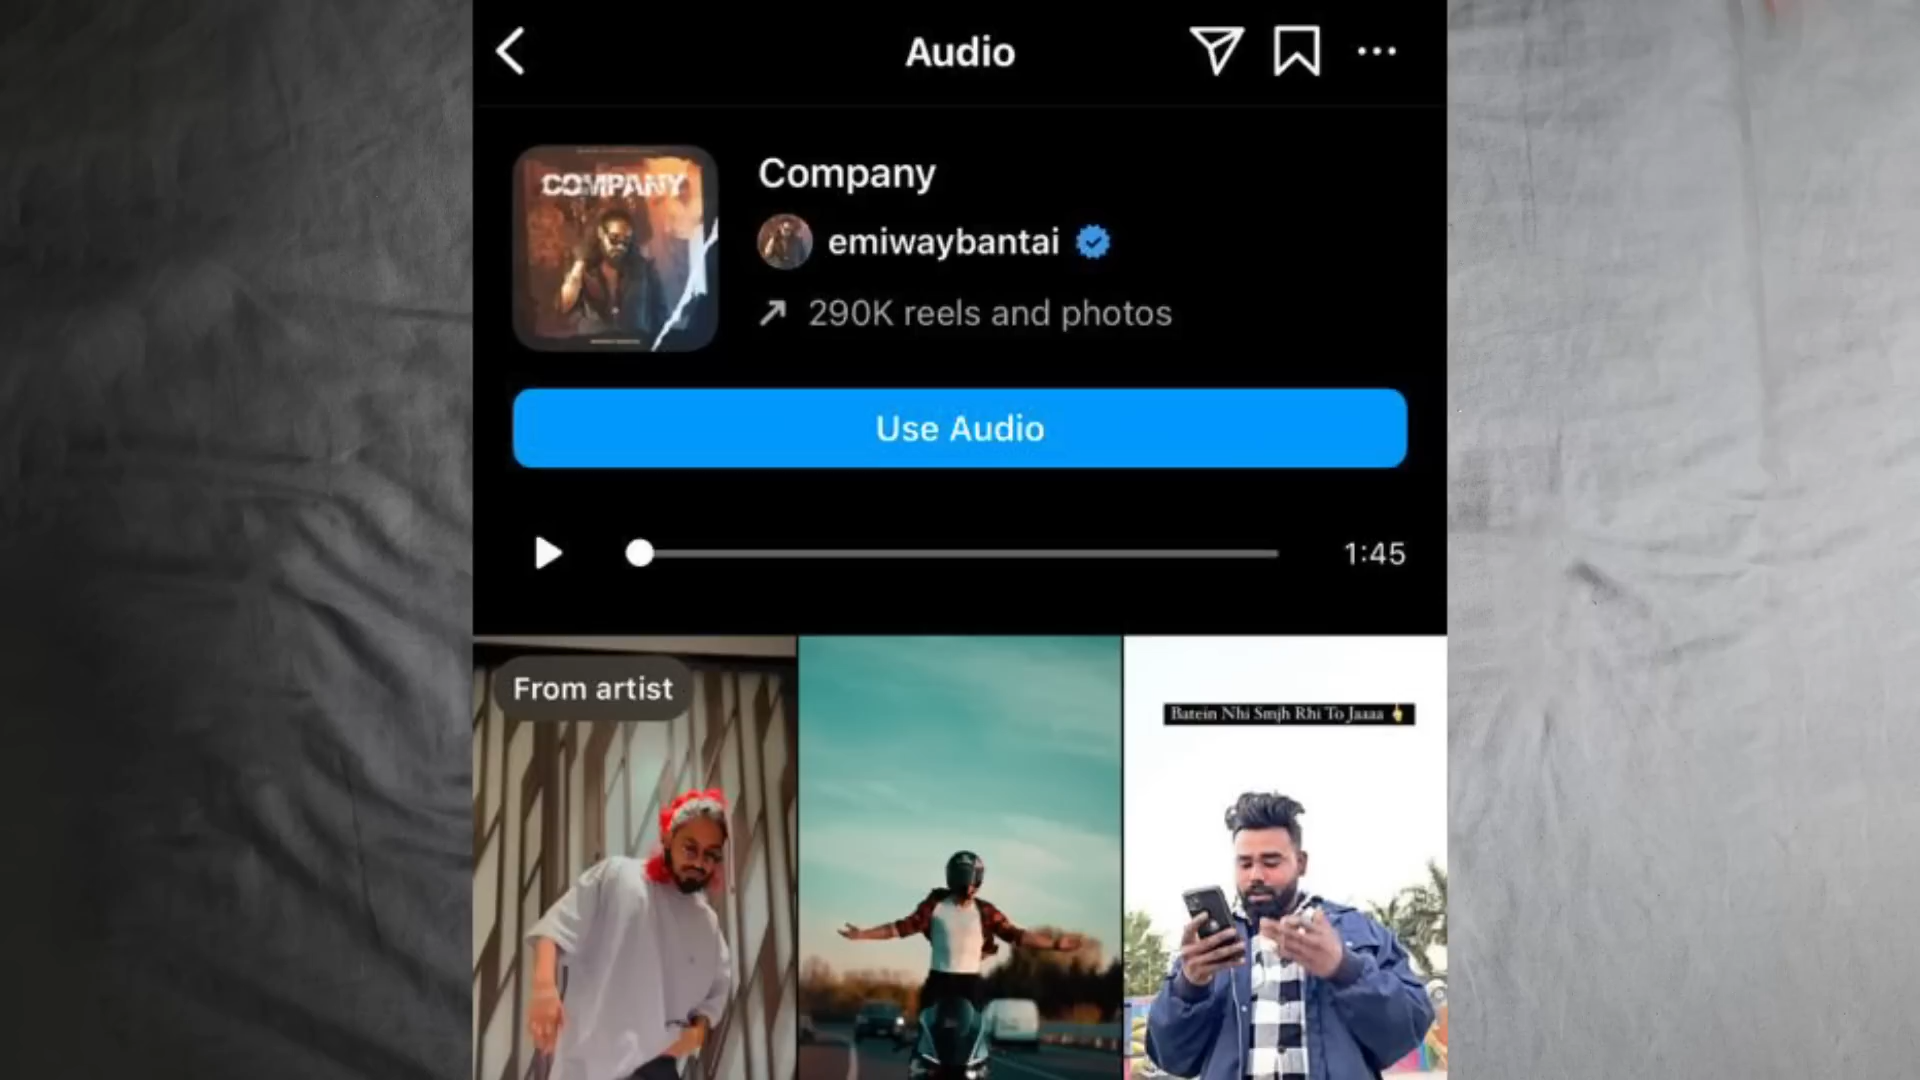 Audio
COMPANY
Company
emiwaybantai
290K reels and photos
Use Audio
1:45
From artist
Batein Nhi Smjh Rhi To Jaaaa